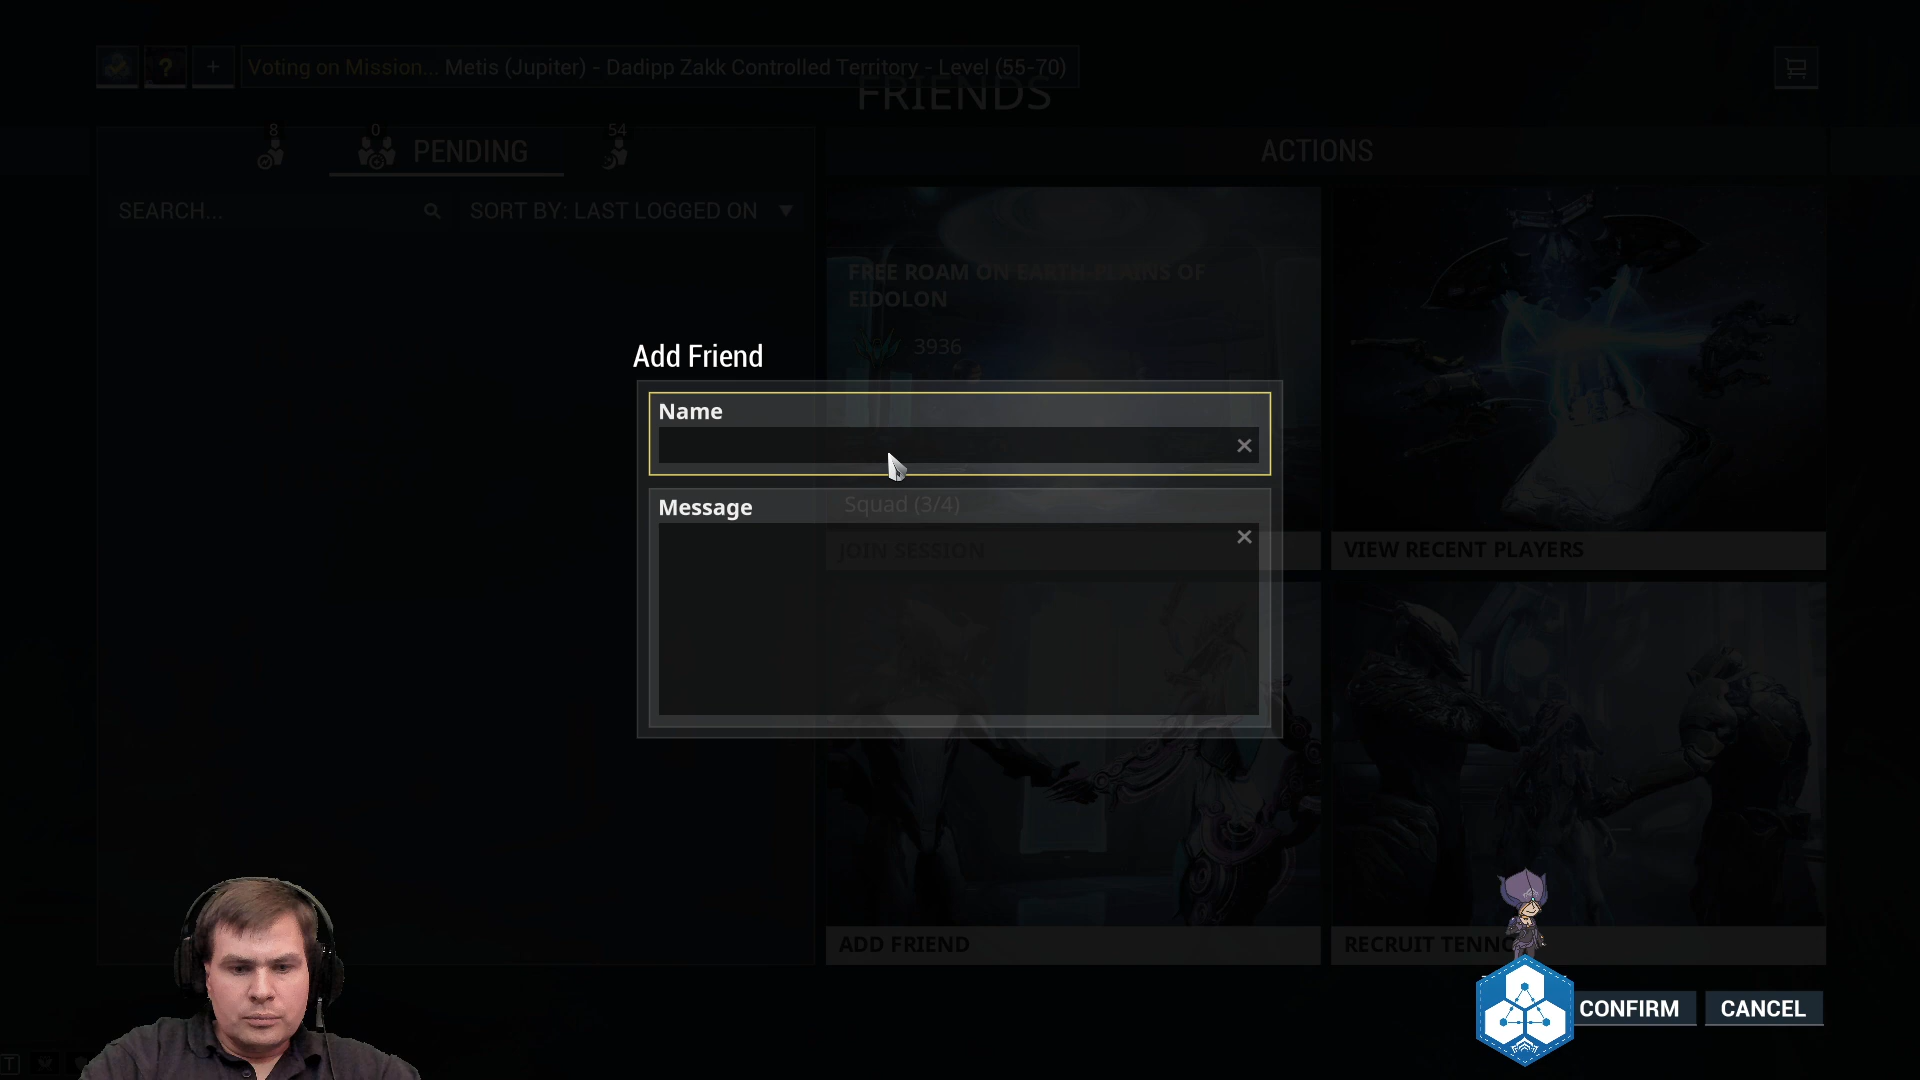 ?
+
Voting on Mission... Metis (Jupiter) - Dadipp Zakk Controlled Territory - Level (55-70)
FRIENDS
8
0
PENDING
54
ACTIONS
SEARCH...
SORT BY: LAST LOGGED ON
FREE ROAM ON EARTH-PLAINS OF
EIDOLON
3936
Add Friend
Name
Message
Squad (3/4)
JOIN SESSION
VIEW RECENT PLAYERS
ADD FRIEND
RECRUIT TENNO
CONFIRM
CANCEL
T